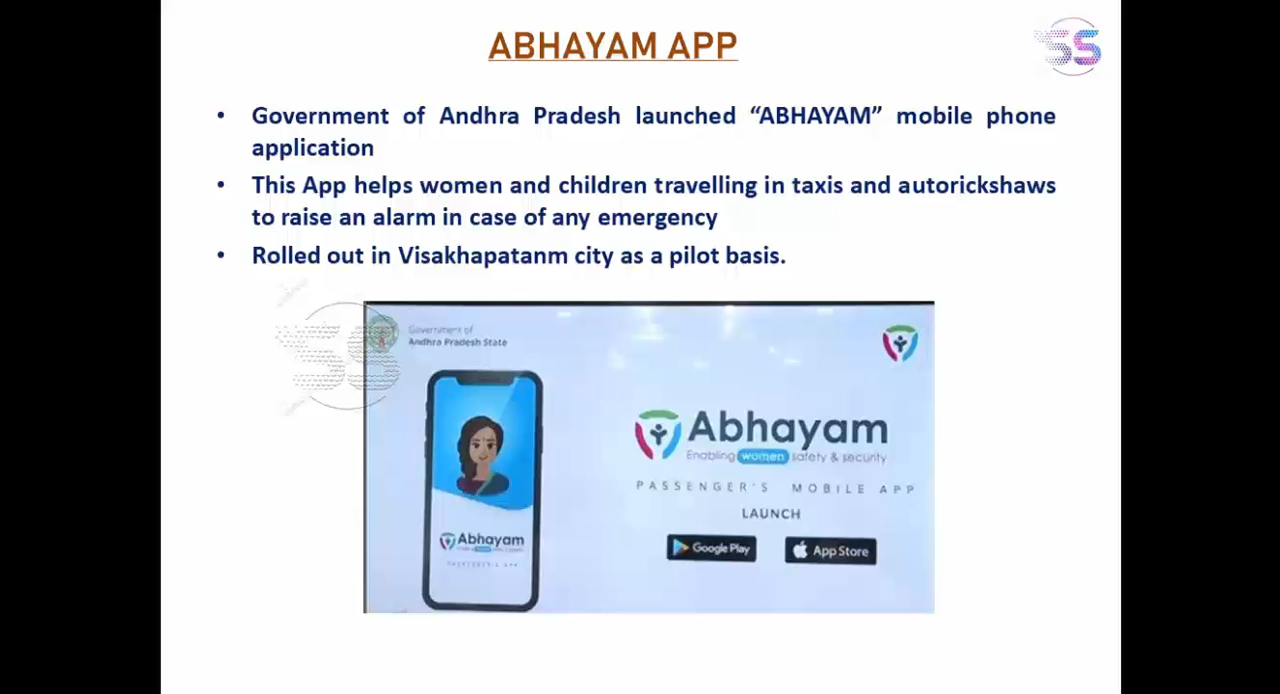 ABHAYAM APP
SS
• Government of Andhra Pradesh launched “ABHAYAM” mobile phone
application
• This App helps women and children travelling in taxis and autorickshaws
to raise an alarm in case of any emergency
• Rolled out in Visakhapatanm city as a pilot basis.
SS
Government of
Andhra Pradesh State
Abhayam
Enabling women safety & security
PASSENGER'S MOBILE APP
LAUNCH
Google Play
App Store
Abhayam